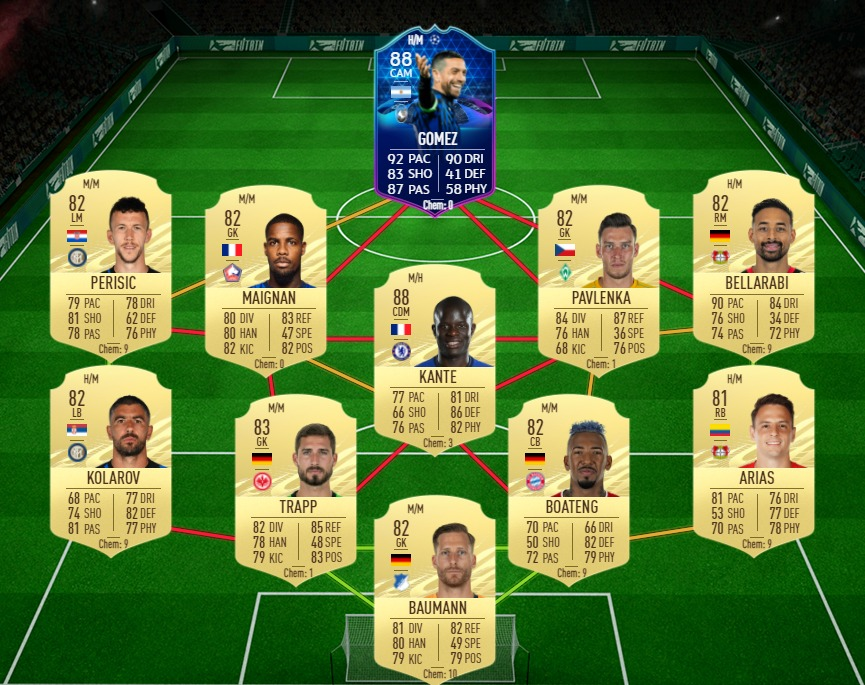 FUTBIN
FUTBIN
FUTBIN
FUTBIN
H/M
88
CAM
GOMEZ
92 PAC 90 DRI
83 SHO 41 DEF
87 PAS 58 PHY
Chem: 0
M/M
82
LM
PERISIC
79 PAC 78 DRI
81 SHO 62 DEF
78 PAS 76 PHY
Chem: 9
M/M
82
GK
MAIGNAN
80 DIV 83 REF
80 HAN 47 SPE
82 KIC 82 POS
Chem: 0
M/H
88
CDM
KANTE
77 PAC 81 DRI
66 SHO 86 DEF
76 PAS 82 PHY
Chem: 3
M/M
82
GK
PAVLENKA
84 DIV 87 REF
76 HAN 36 SPE
68 KIC 76 POS
Chem: 1
H/M
82
RM
BELLARABI
90 PAC 84 DRI
76 SHO 34 DEF
74 PAS 72 PHY
Chem: 9
H/M
82
LB
KOLAROV
68 PAC 77 DRI
74 SHO 82 DEF
81 PAS 77 PHY
Chem: 9
M/M
83
GK
TRAPP
82 DIV 85 REF
78 HAN 48 SPE
79 KIC 83 POS
Chem: 1
M/M
82
GK
BAUMANN
81 DIV 82 REF
80 HAN 49 SPE
79 KIC 79 POS
Chem: 10
M/M
82
CB
BOATENG
70 PAC 66 DRI
50 SHO 82 DEF
72 PAS 79 PHY
Chem: 9
H/M
81
RB
ARIAS
81 PAC 76 DRI
53 SHO 77 DEF
70 PAS 78 PHY
Chem: 9